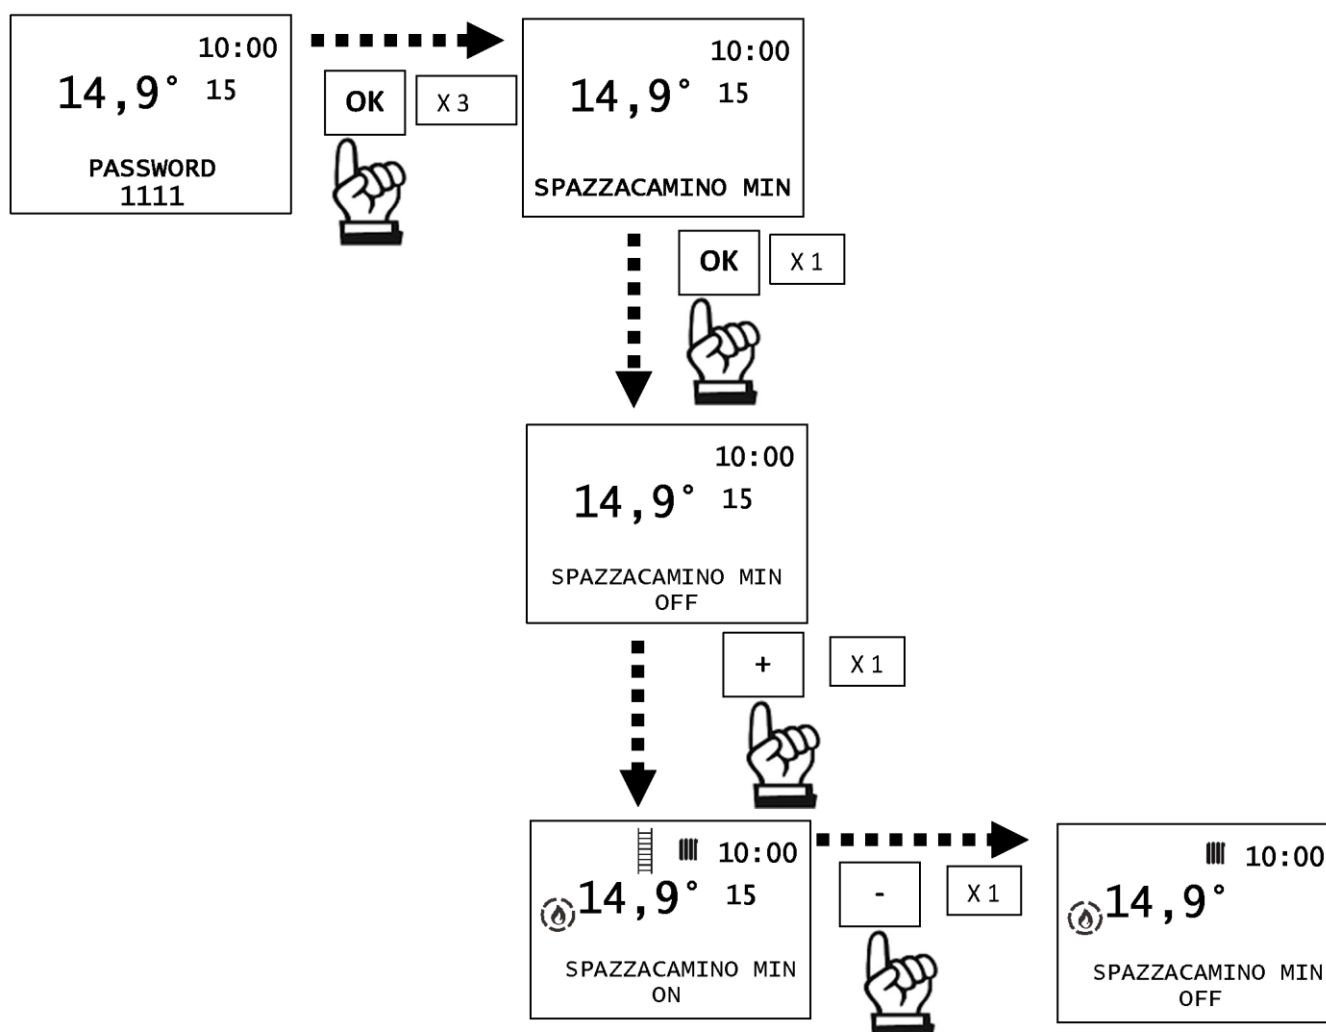 10:00
14,9° 15
PASSWORD
1111
OK
X 3
10:00
14,9° 15
SPAZZACAMINO MIN
OK
X 1
10:00
14,9° 15
SPAZZACAMINO MIN
OFF
+
X 1
10:00
14,9° 15
SPAZZACAMINO MIN
ON
-
X 1
10:00
14,9°
SPAZZACAMINO MIN
OFF